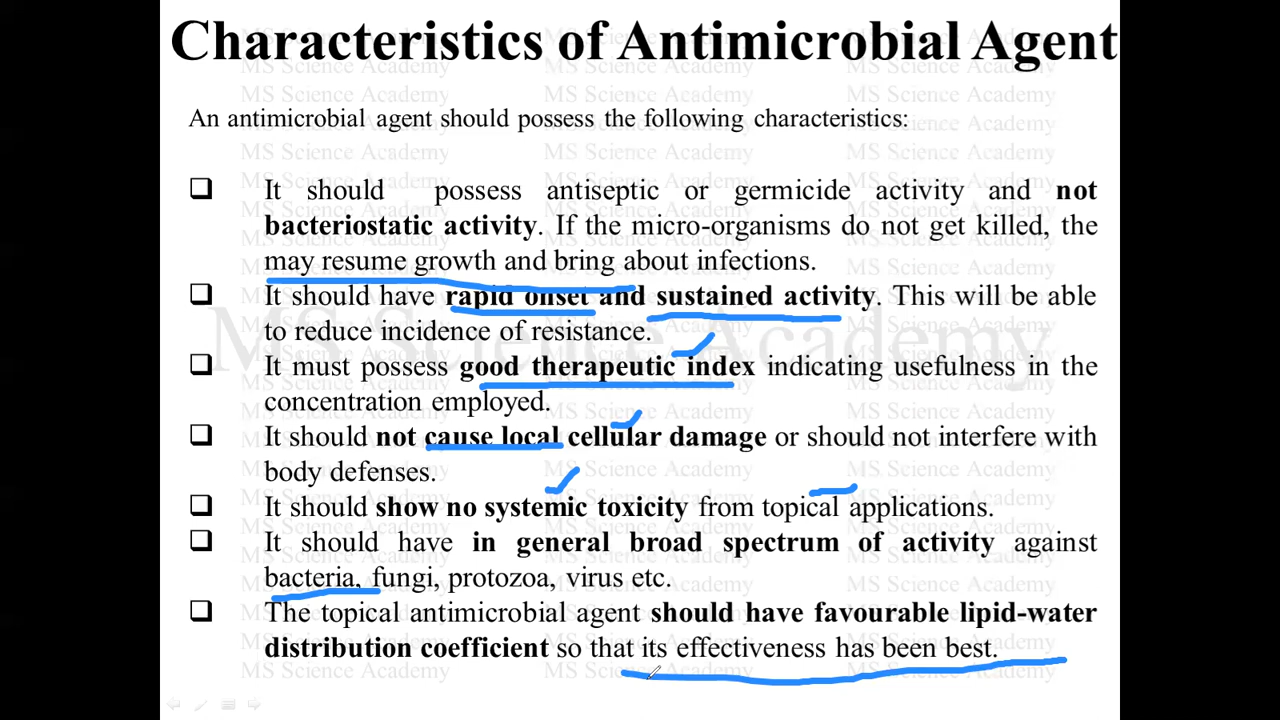 Characteristics of Antimicrobial Agent
An antimicrobial agent should possess the following characteristics:
❑ It should possess antiseptic or germicide activity and not
bacteriostatic activity. If the micro-organisms do not get killed, the
may resume growth and bring about infections.
❑ It should have rapid onset and sustained activity. This will be able
to reduce incidence of resistance.
❑ It must possess good therapeutic index indicating usefulness in the
concentration employed.
❑ It should not cause local cellular damage or should not interfere with
body defenses.
❑ It should show no systemic toxicity from topical applications.
❑ It should have in general broad spectrum of activity against
bacteria, fungi, protozoa, virus etc.
❑ The topical antimicrobial agent should have favourable lipid-water
distribution coefficient so that its effectiveness has been best.
MS Science Academy